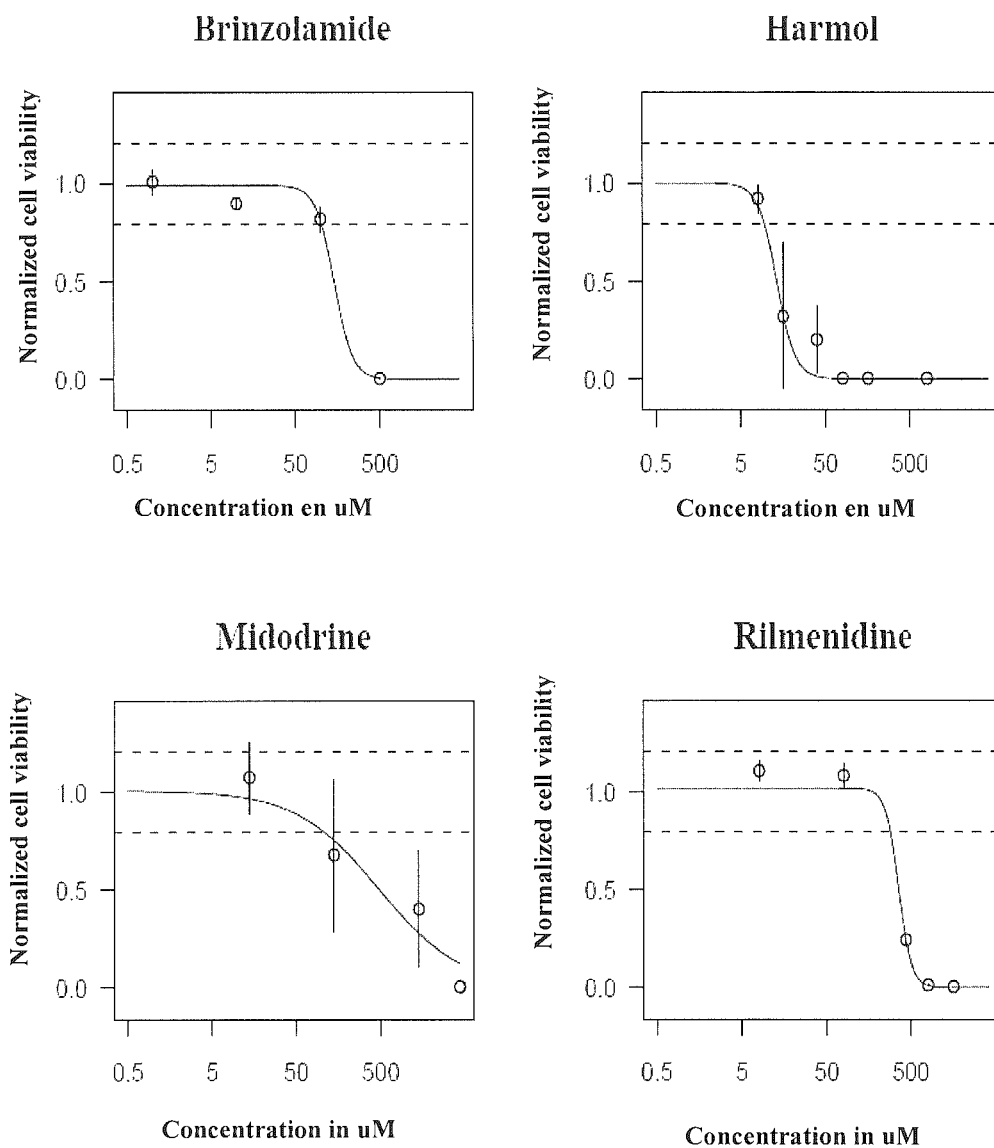 Brinzolamide
Normalized cell viability
1.0
0.5
0.0
0.5 5 50 500
Concentration en uM
Harmol
Normalized cell viability
1.0
0.5
0.0
0.5 5 50 500
Concentration en uM
Midodrine
Normalized cell viability
1.0
0.5
0.0
0.5 5 50 500
Concentration in uM
Rilmenidine
Normalized cell viability
1.0
0.5
0.0
0.5 5 50 500
Concentration in uM